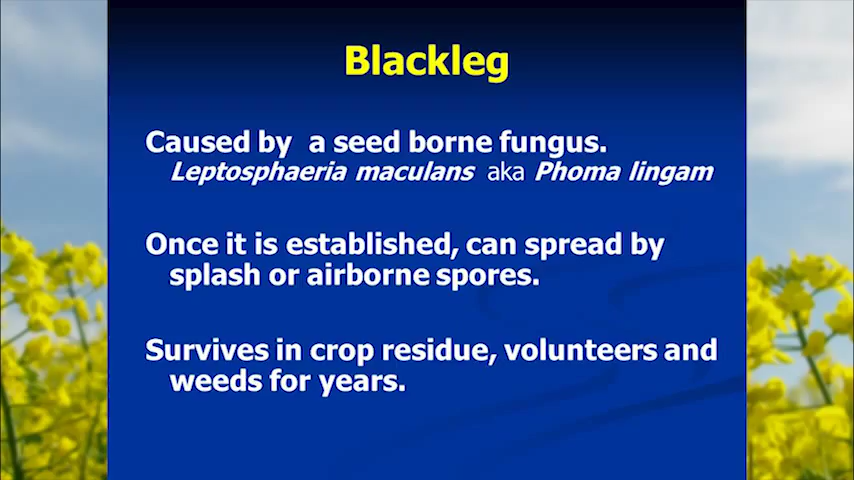 Blackleg
Caused by a seed borne fungus.
Leptosphaeria maculans aka Phoma lingam
Once it is established, can spread by
splash or airborne spores.
Survives in crop residue, volunteers and
weeds for years.